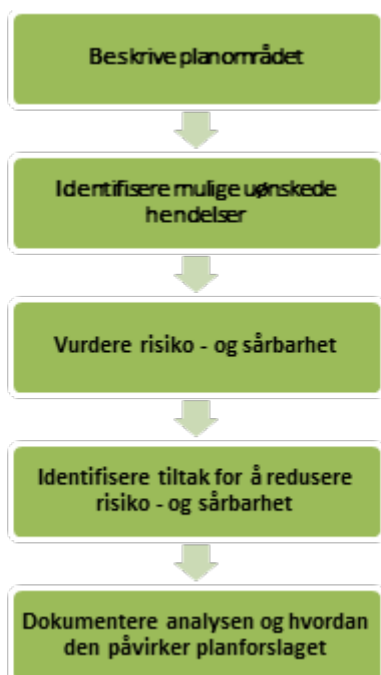 Beskrive planområdet
Identifisere mulige uønskede
hendelser
Vurdere risiko - og sårbarhet
Identifisere tiltak for å redusere
risiko - og sårbarhet
Dokumentere analysen og hvordan
den påvirker planforslaget